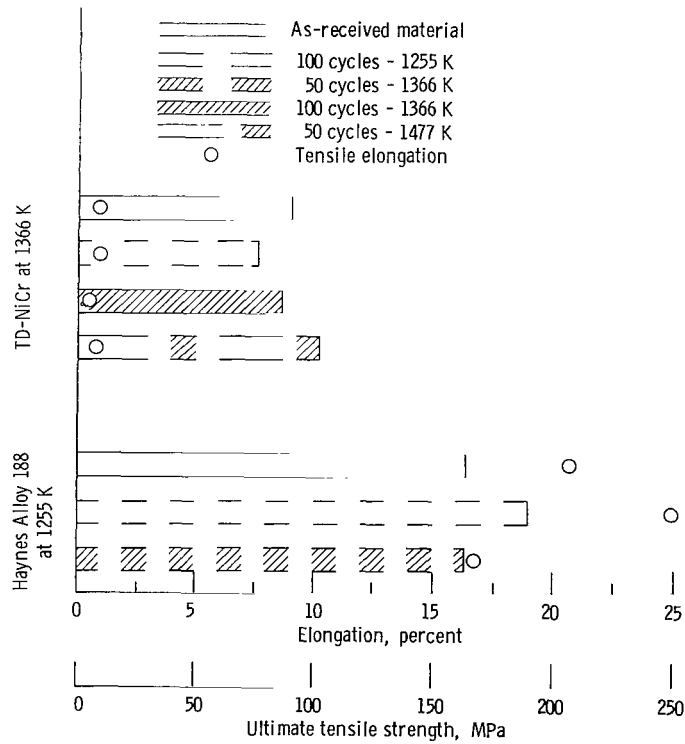 As-received material
100 cycles - 1255 K
50 cycles - 1366 K
100 cycles - 1366 K
50 cycles - 1477 K
Tensile elongation
TD-NiCr at 1366 K
Haynes Alloy 188
at 1255 K
0 5 10 15 20 25
Elongation, percent
0 50 100 150 200 250
Ultimate tensile strength, MPa